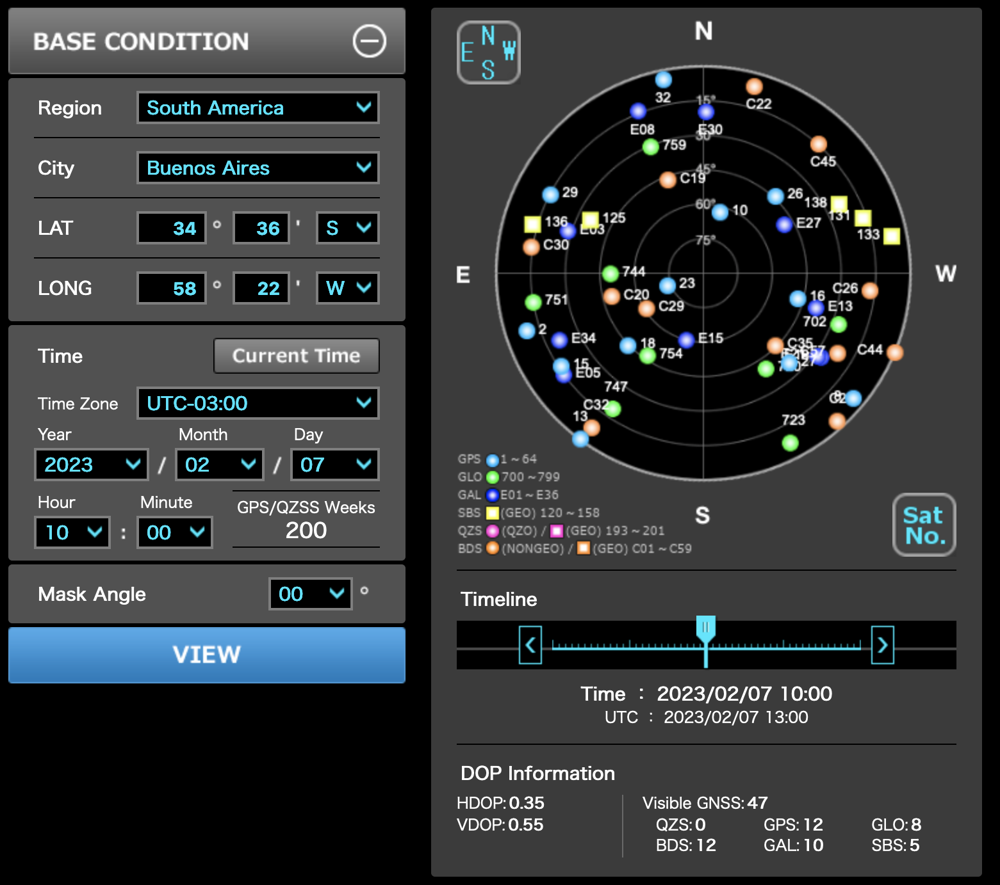 BASE CONDITION
Region South America
City Buenos Aires
LAT 34 ° 36 ' S
LONG 58 ° 22 ' W
Time Current Time
Time Zone UTC-03:00
Year Month Day
2023 / 02 / 07
Hour Minute GPS/QZSS Weeks
10 : 00 200
Mask Angle 00 °
VIEW
N
E W
S
N
32
C22
15°
E08
E30
30°
759
C45
45°
C19
29
26
138
60°
10
131
136
125
E03
E27
133
C30
75°
E
W
744
23
C20
C29
16
C26
E13
751
702
2
E34
18
754
E15
C35
C44
27
15
E05
747
C32
13
8
723
GPS 1 ~ 64
GLO 700 ~ 799
GAL E01 ~ E36
SBS (GEO) 120 ~ 158
QZS (QZO) / (GEO) 193 ~ 201
BDS (NONGEO) / (GEO) C01 ~ C59
S
Sat
No.
Timeline
Time : 2023/02/07 10:00
UTC : 2023/02/07 13:00
DOP Information
HDOP: 0.35 Visible GNSS: 47
VDOP: 0.55 QZS: 0 GPS: 12 GLO: 8
BDS: 12 GAL: 10 SBS: 5